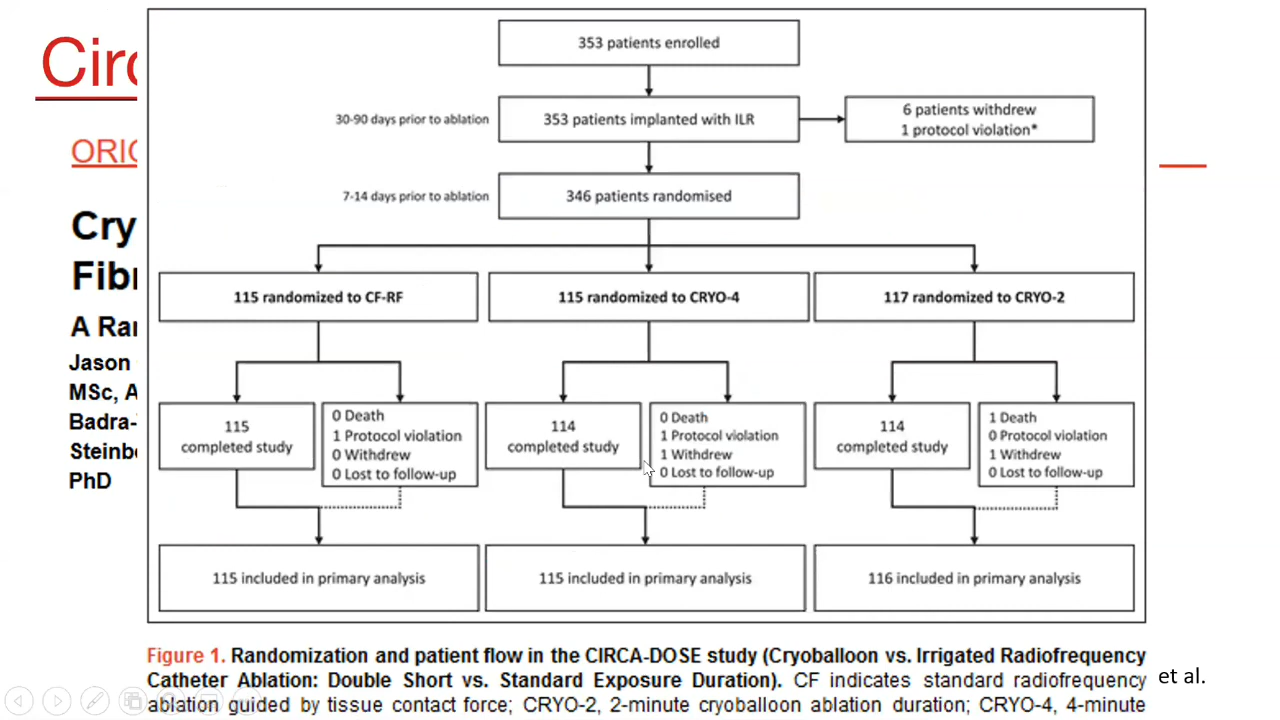 Circ
ORIG
Cry
Fibr
A Ran
Jason
MSc, A
Badra-
Steinbe
PhD
353 patients enrolled
30-90 days prior to ablation
353 patients implanted with ILR
6 patients withdrew
1 protocol violation*
7-14 days prior to ablation
346 patients randomised
115 randomized to CF-RF
115 randomized to CRYO-4
117 randomized to CRYO-2
115
completed study
0 Death
1 Protocol violation
0 Withdrew
0 Lost to follow-up
114
completed study
0 Death
1 Protocol violation
1 Withdrew
0 Lost to follow-up
114
completed study
1 Death
0 Protocol violation
1 Withdrew
0 Lost to follow-up
115 included in primary analysis
115 included in primary analysis
116 included in primary analysis
Figure 1. Randomization and patient flow in the CIRCA-DOSE study (Cryoballoon vs. Irrigated Radiofrequency
Catheter Ablation: Double Short vs. Standard Exposure Duration). CF indicates standard radiofrequency
ablation guided by tissue contact force; CRYO-2, 2-minute cryoballoon ablation duration; CRYO-4, 4-minute
et al.